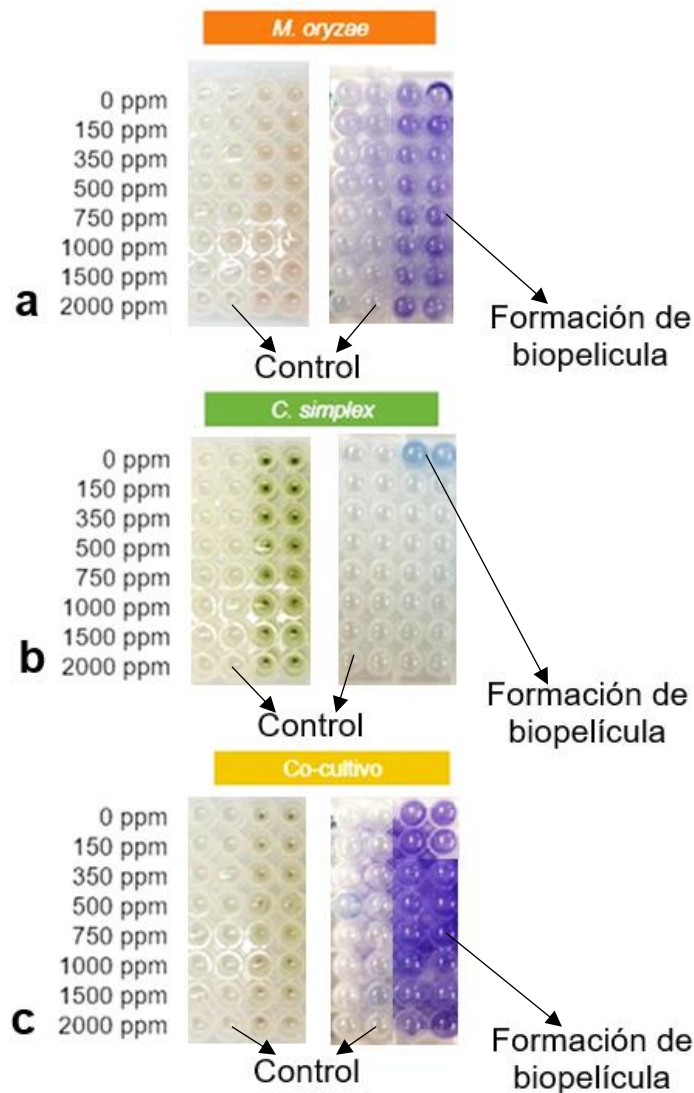 M. oryzae
0 ppm
150 ppm
350 ppm
500 ppm
750 ppm
1000 ppm
1500 ppm
2000 ppm
a
Control
Formación de
biopelicula
C. simplex
0 ppm
150 ppm
350 ppm
500 ppm
750 ppm
1000 ppm
1500 ppm
2000 ppm
b
Control
Formación de
biopelícula
Co-cultivo
0 ppm
150 ppm
350 ppm
500 ppm
750 ppm
1000 ppm
1500 ppm
2000 ppm
c
Control
Formación de
biopelícula